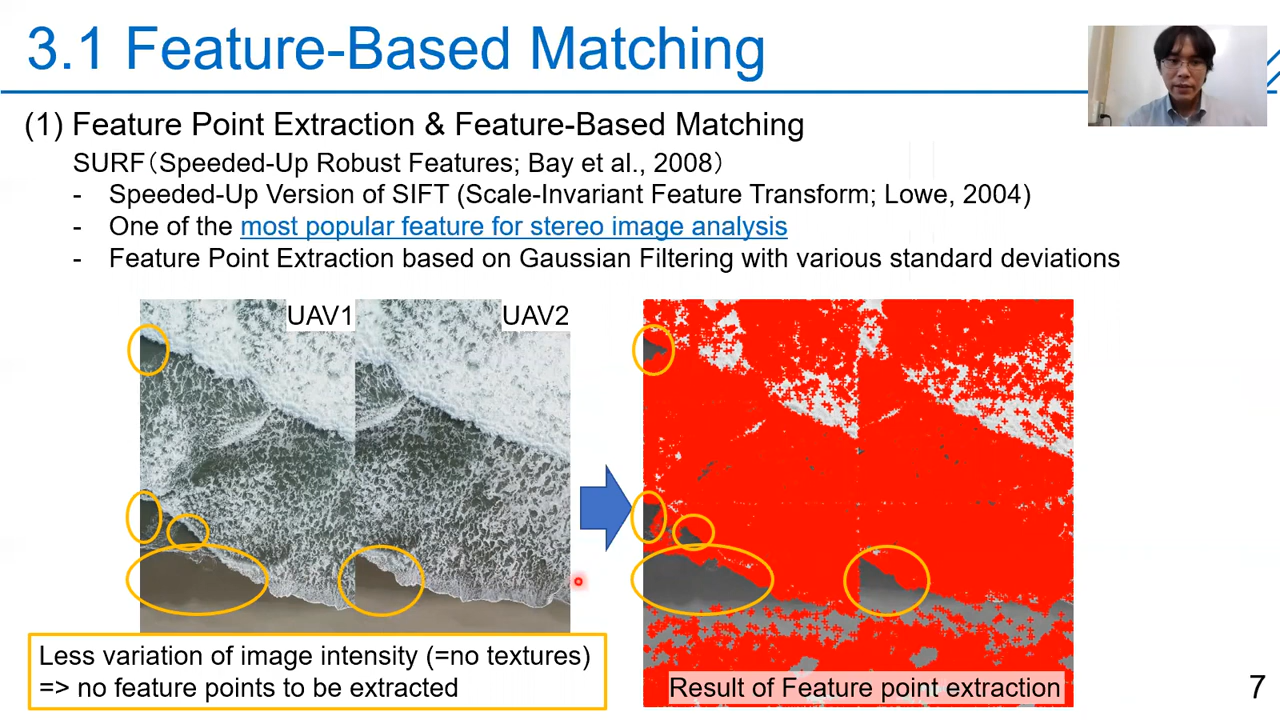 3.1 Feature-Based Matching
(1) Feature Point Extraction & Feature-Based Matching
SURF（Speeded-Up Robust Features; Bay et al., 2008）
- Speeded-Up Version of SIFT (Scale-Invariant Feature Transform; Lowe, 2004)
- One of the most popular feature for stereo image analysis
- Feature Point Extraction based on Gaussian Filtering with various standard deviations
UAV1
UAV2
Less variation of image intensity (=no textures)
=> no feature points to be extracted
Result of Feature point extraction
7